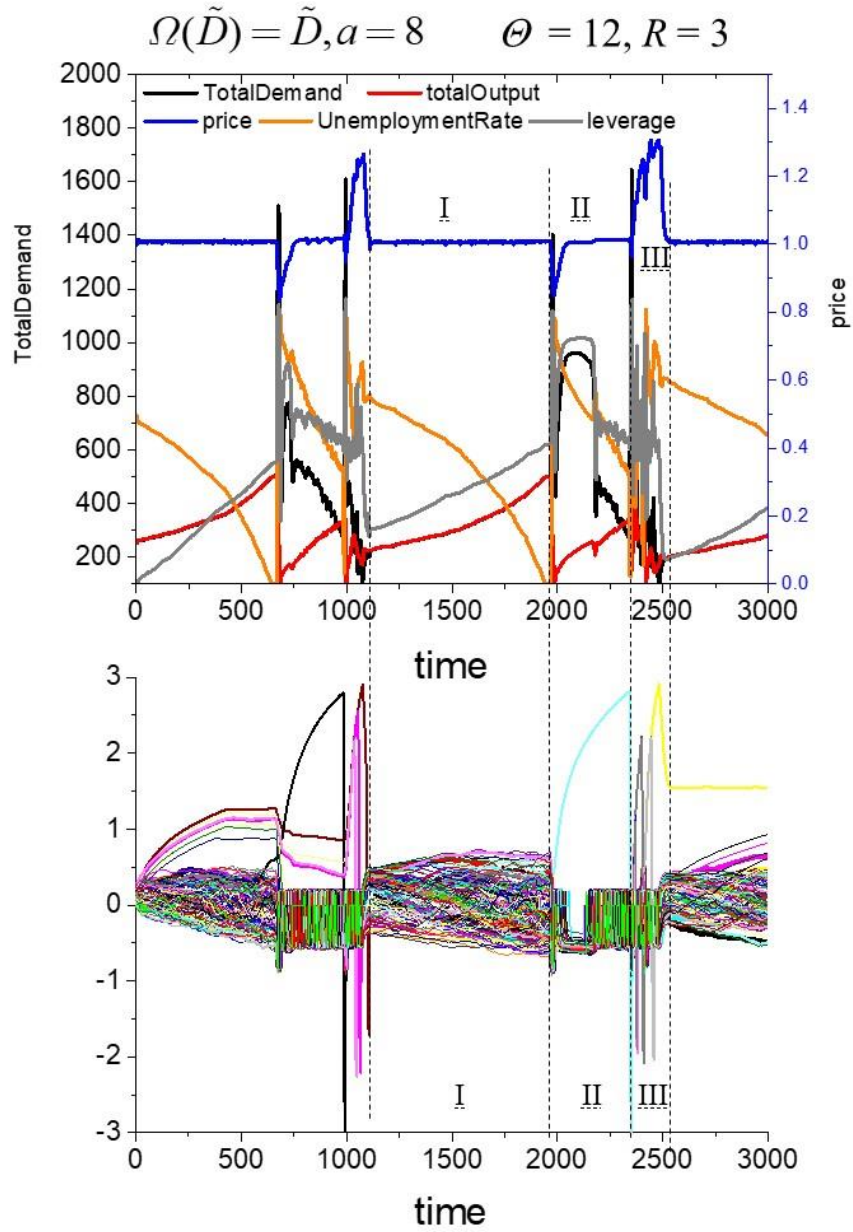 Ω(D̃) = D̃, a = 8   Θ = 12, R = 3
TotalDemand totalOutput
price UnemploymentRate leverage
TotalDemand
2000
1800
1600
1400
1200
1000
800
600
400
200
price
1.4
1.2
1.0
0.8
0.6
0.4
0.2
0.0
I II III
0 500 1000 1500 2000 2500 3000
time
3
2
1
0
-1
-2
-3
I II III
0 500 1000 1500 2000 2500 3000
time